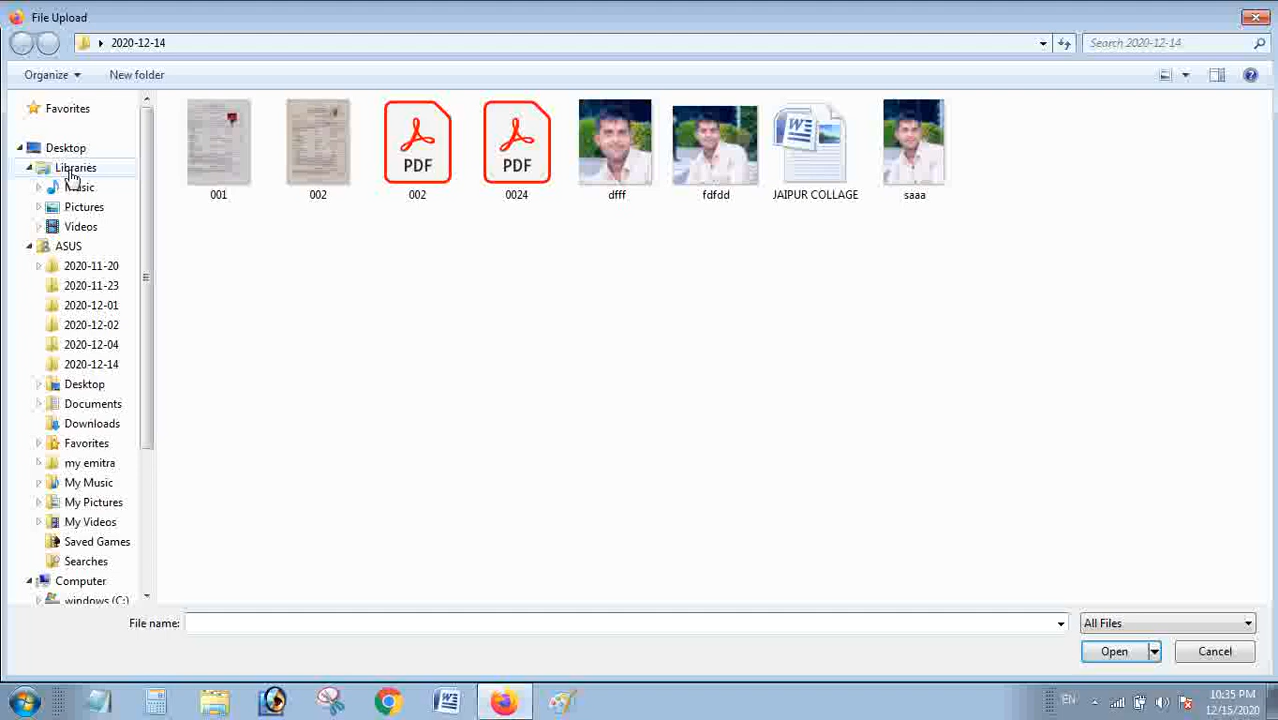 File Upload
2020-12-14
Search 2020-12-14
Organize
New folder
Favorites
Desktop
Libraries
Music
Pictures
Videos
ASUS
2020-11-20
2020-11-23
2020-12-01
2020-12-02
2020-12-04
2020-12-14
Desktop
Documents
Downloads
Favorites
my emitra
My Music
My Pictures
My Videos
Saved Games
Searches
Computer
windows (C:)
PDF
PDF
001
002
002
0024
dfff
fdfdd
JAIPUR COLLAGE
saaa
File name:
All Files
Open
Cancel
EN
10:35 PM
12/15/2020